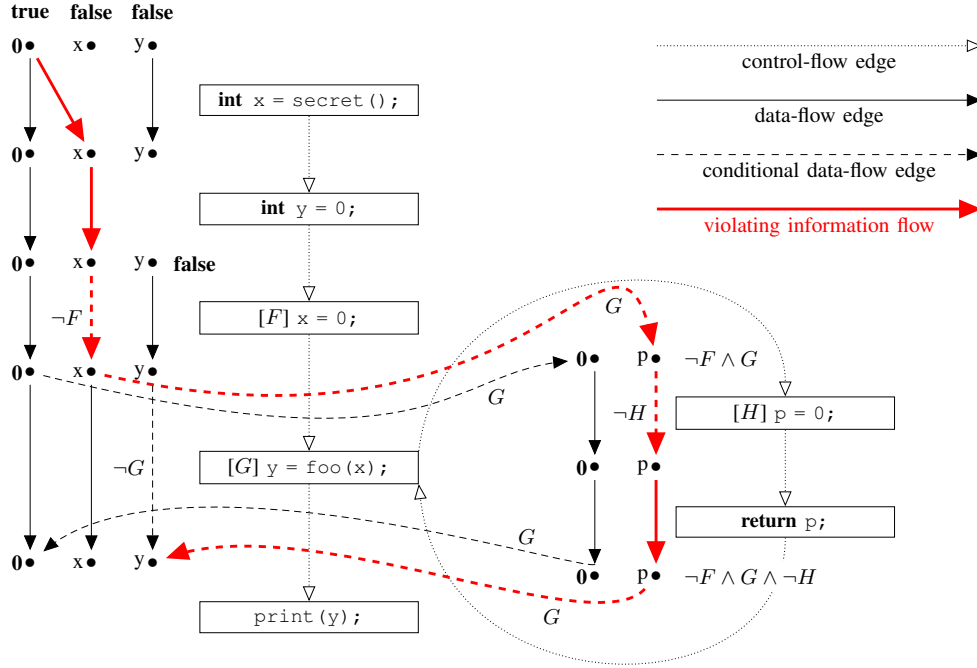 true false false
0 x y
control-flow edge
int x = secret();
data-flow edge
0 x y
conditional data-flow edge
int y = 0;
violating information flow
0 x y false
¬F
[F] x = 0;
G
0 p ¬F ∧ G
0 x y
G
¬H
[H] p = 0;
¬G
[G] y = foo(x);
0 p
return p;
G
0 x y
0 p ¬F ∧ G ∧ ¬H
G
print(y);